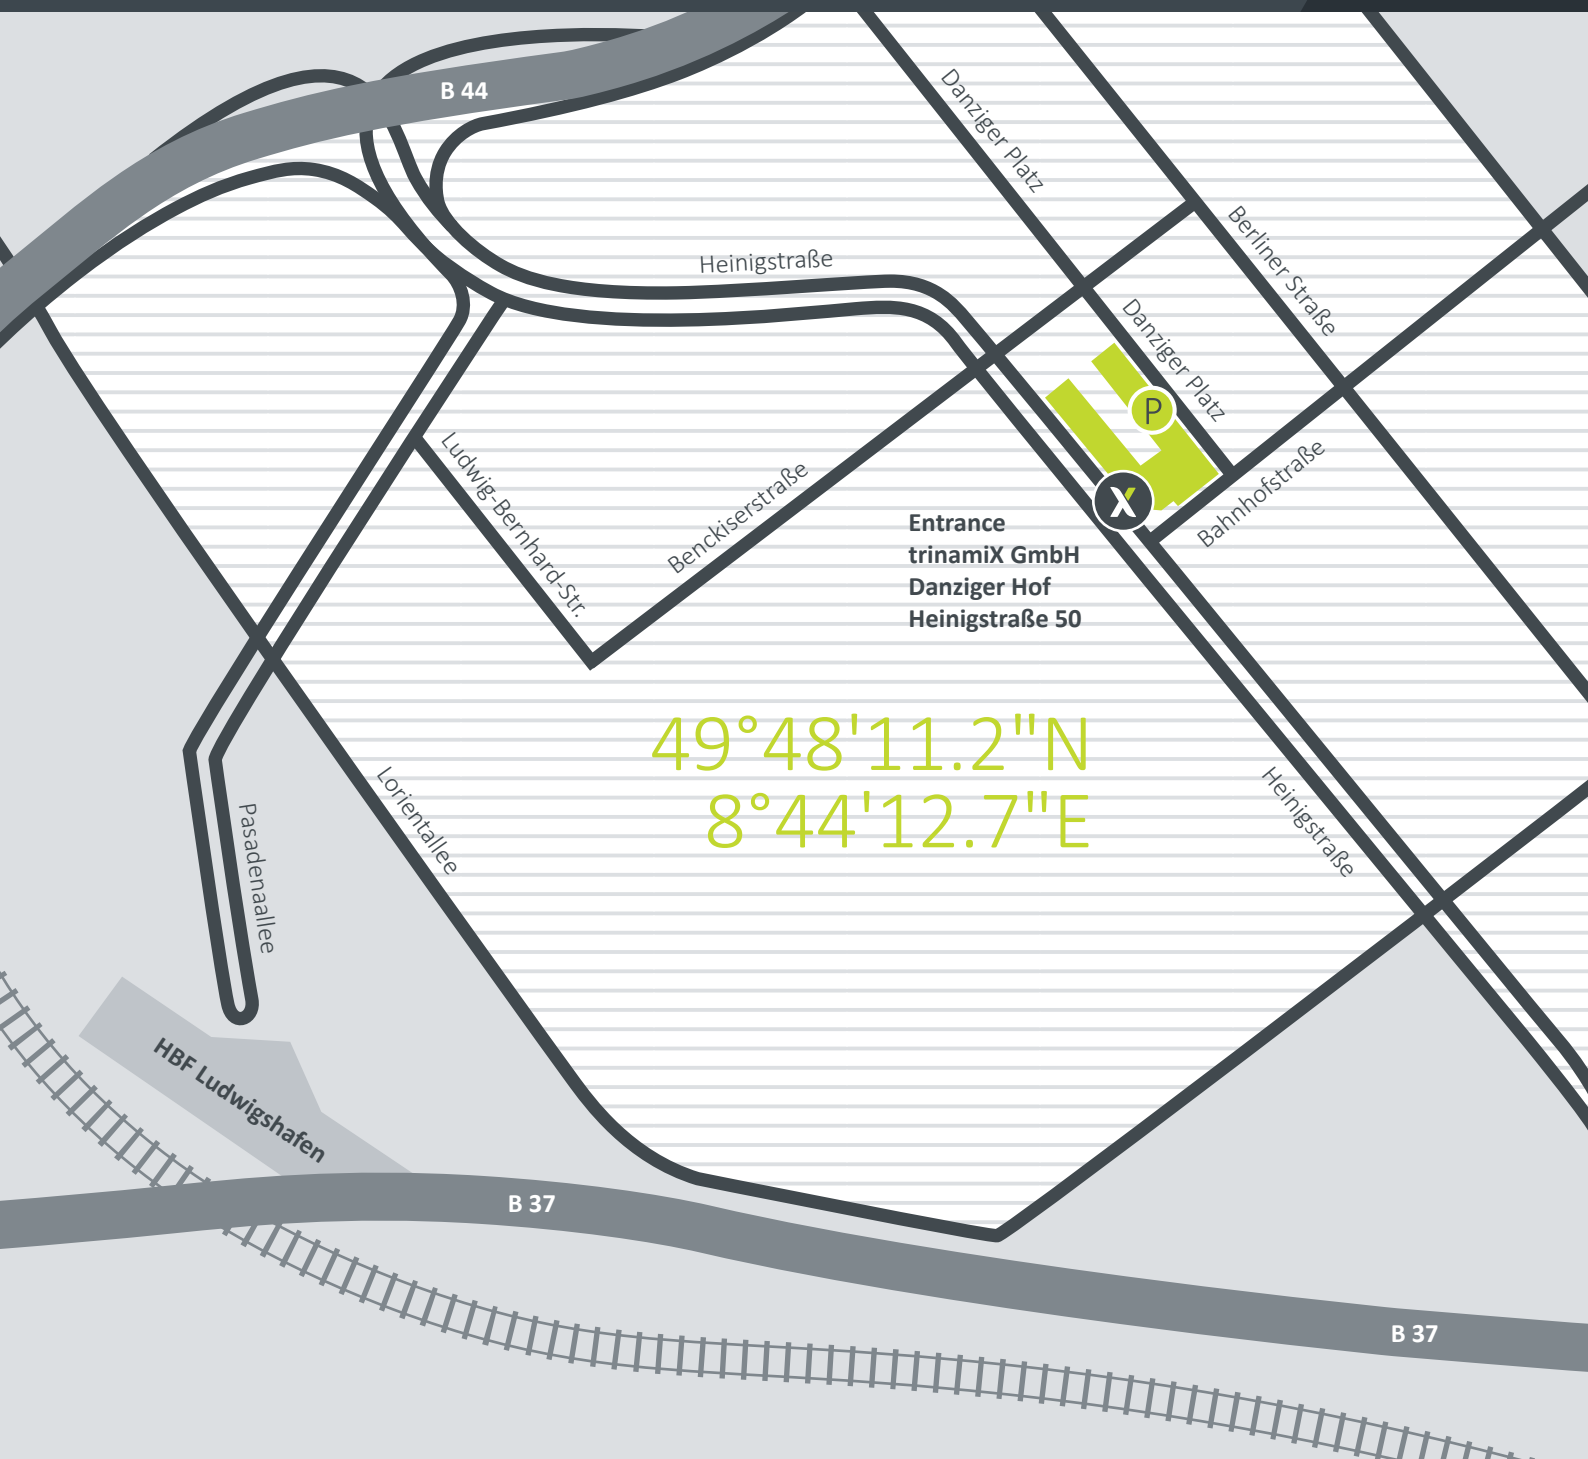 B 44
Danziger Platz
Berliner Straße
Heinigstraße
Danziger Platz
P
Ludwig-Bernhard-Str.
Benckiserstraße
Bahnhofstraße
X
Entrance
trinamiX GmbH
Danziger Hof
Heinigstraße 50
49°48'11.2"N
8°44'12.7"E
Lorientallee
Heinigstraße
Pasadenaallee
HBF Ludwigshafen
B 37
B 37